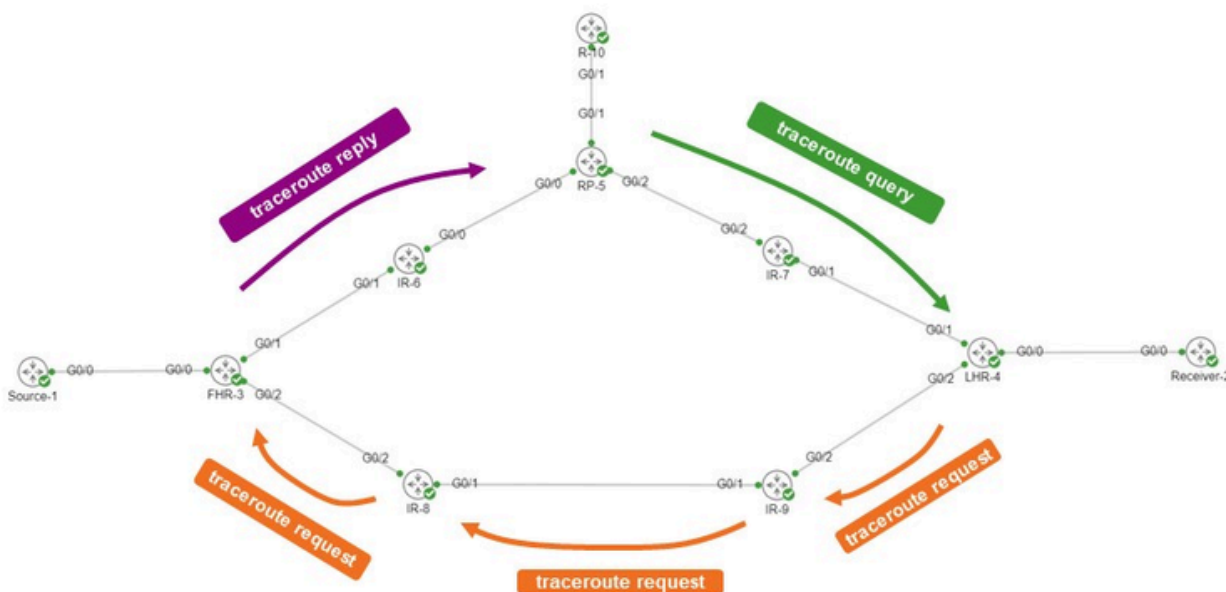 R-10
G0/1
G0/1
traceroute reply
traceroute query
G0/0
RP-5
G0/2
G0/0
G0/2
IR-6
IR-7
G0/1
G0/1
G0/1
G0/1
G0/0
G0/0
G0/0
G0/0
Source-1
FHR-3
LHR-4
Receiver-2
G0/2
G0/2
G0/2
G0/2
G0/1
G0/1
IR-8
IR-9
traceroute request
traceroute request
traceroute request